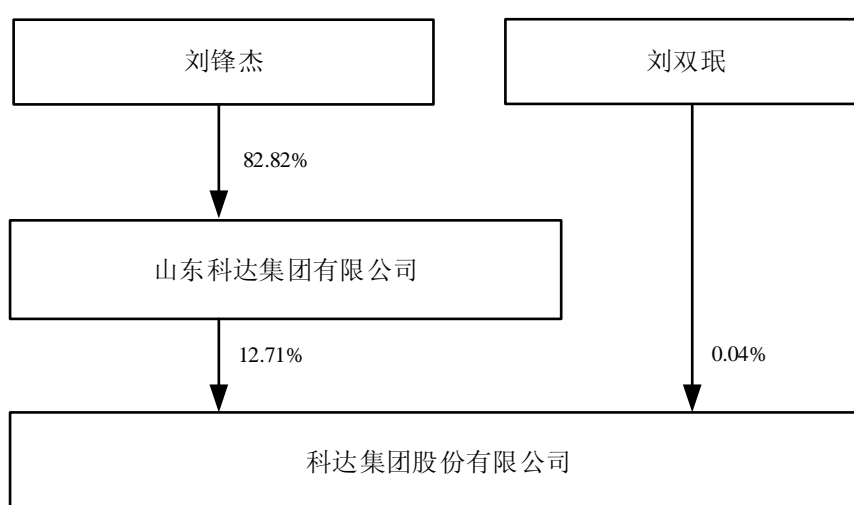 刘锋杰
刘双珉
82.82%
山东科达集团有限公司
12.71%
0.04%
科达集团股份有限公司